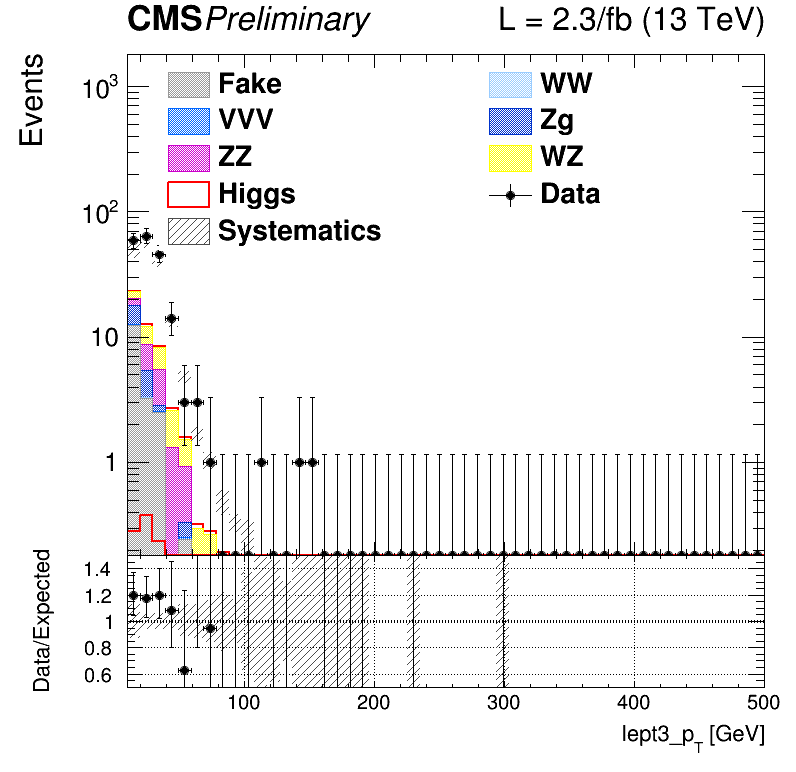 CMS Preliminary L = 2.3/fb (13 TeV)
Events
Fake WW
VVV Zg
ZZ WZ
Higgs Data
Systematics
10³
10²
10
1
Data/Expected
1.4
1.2
1
0.8
0.6
100 200 300 400 500
lept3_p_T [GeV]